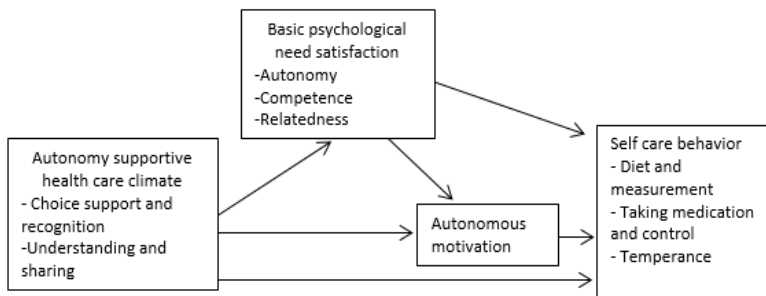 Basic psychological
need satisfaction
-Autonomy
-Competence
-Relatedness
Autonomy supportive
health care climate
- Choice support and
recognition
-Understanding and
sharing
Autonomous
motivation
Self care behavior
- Diet and
measurement
- Taking medication
and control
- Temperance